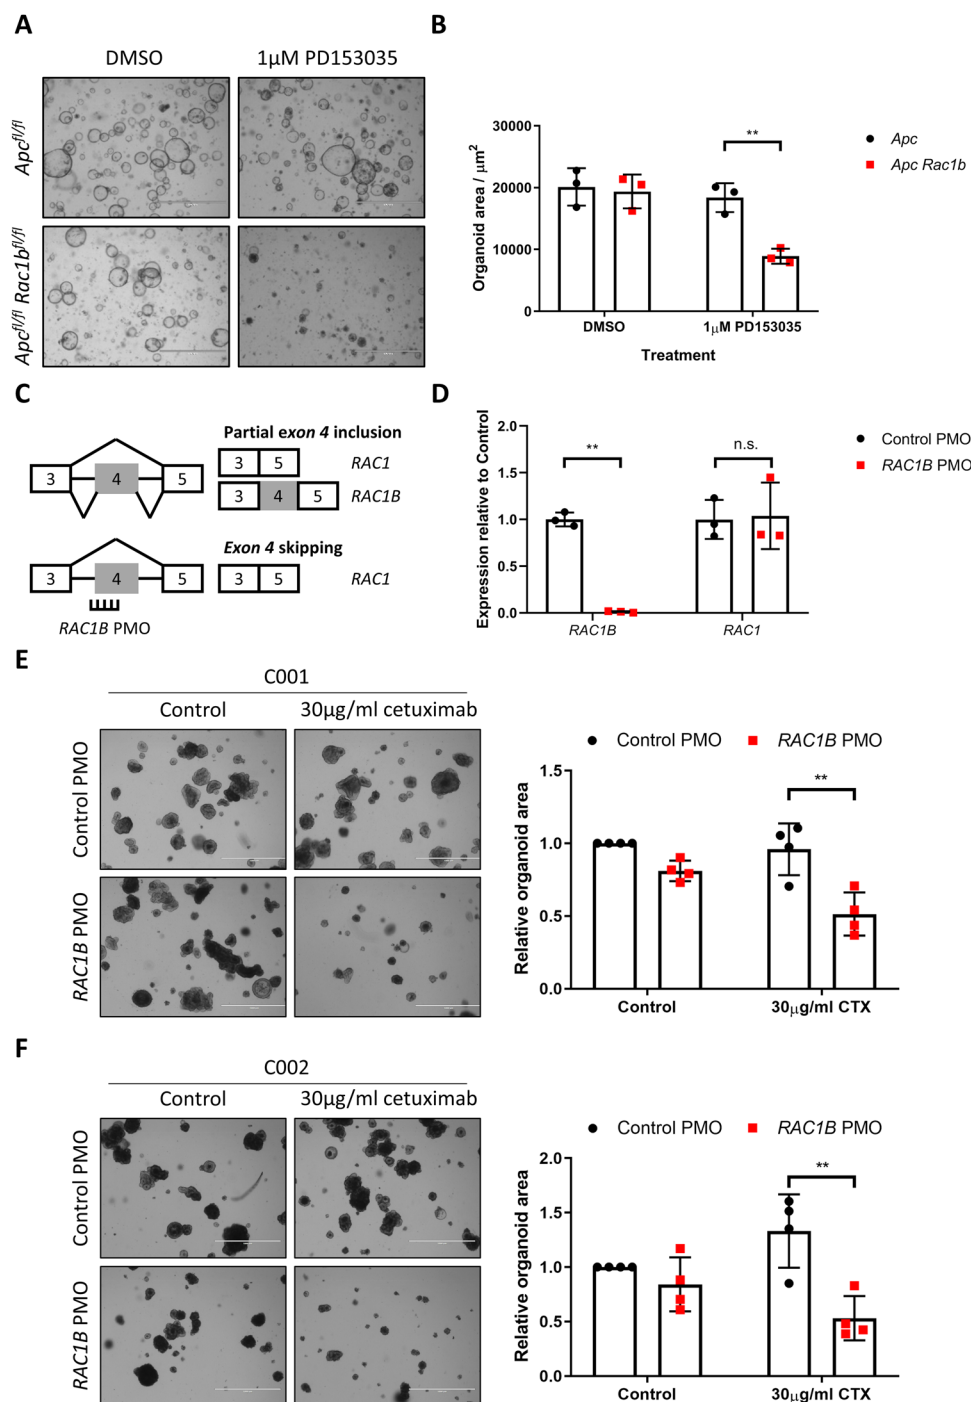 A
DMSO
1µM PD153035
Apcfl/fl
Apcfl/fl Rac1bfl/fl
B
Organoid area / µm2
30000
20000
10000
0
**
Apc
Apc Rac1b
DMSO
1µM PD153035
Treatment
C
3
4
5
Partial exon 4 inclusion
3
5
RAC1
3
4
5
RAC1B
3
4
5
Exon 4 skipping
3
5
RAC1
RAC1B PMO
D
Expression relative to Control
2.0
1.5
1.0
0.5
0.0
**
n.s.
Control PMO
RAC1B PMO
RAC1B
RAC1
E
C001
Control
30µg/ml cetuximab
Control PMO
RAC1B PMO
Control PMO
RAC1B PMO
Relative organoid area
1.5
1.0
0.5
0.0
**
Control
30µg/ml CTX
F
C002
Control
30µg/ml cetuximab
Control PMO
RAC1B PMO
Control PMO
RAC1B PMO
Relative organoid area
2.0
1.5
1.0
0.5
0.0
**
Control
30µg/ml CTX